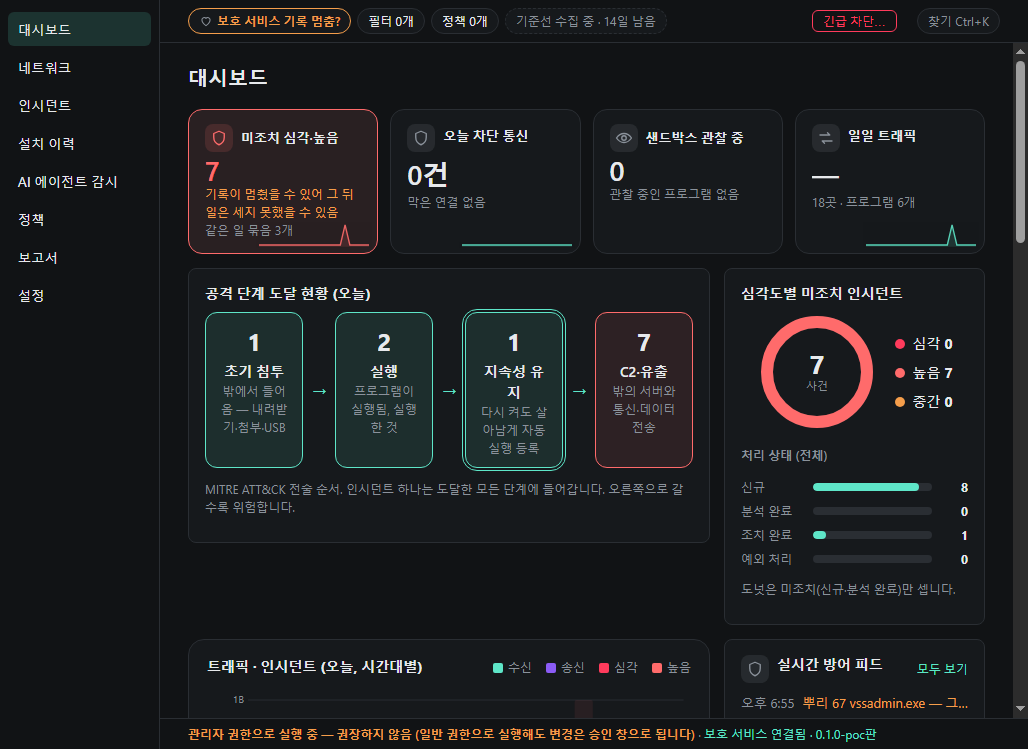 대시보드
네트워크
인시던트
설치 이력
AI 에이전트 감시
정책
보고서
설정
보호 서비스 기록 멈춤?
필터 0개
정책 0개
기준선 수집 중 · 14일 남음
긴급 차단...
찾기 Ctrl+K
대시보드
미조치 심각·높음
7
기록이 멈췄을 수 있어 그 뒤
일은 세지 못했을 수 있음
같은 일 묶음 3개
오늘 차단 통신
0건
막은 연결 없음
샌드박스 관찰 중
0
관찰 중인 프로그램 없음
일일 트래픽
—
18곳 · 프로그램 6개
공격 단계 도달 현황 (오늘)
1
초기 침투
밖에서 들어
옴 — 내려받
기·첨부·USB
→
2
실행
프로그램이
실행됨, 실행
한 것
→
1
지속성 유
지
다시 켜도 살
아남게 자동
실행 등록
→
7
C2·유출
밖의 서버와
통신·데이터
전송
MITRE ATT&CK 전술 순서. 인시던트 하나는 도달한 모든 단계에 들어갑니다. 오른쪽으로 갈
수록 위험합니다.
심각도별 미조치 인시던트
7
사건
심각 0
높음 7
중간 0
처리 상태 (전체)
신규 8
분석 완료 0
조치 완료 1
예외 처리 0
도넛은 미조치(신규·분석 완료)만 셉니다.
트래픽 · 인시던트 (오늘, 시간대별)
수신
송신
심각
높음
1B
실시간 방어 피드
모두 보기
오후 6:55 뿌리 67 vssadmin.exe — 그...
관리자 권한으로 실행 중 — 권장하지 않음 (일반 권한으로 실행해도 변경은 승인 창으로 됩니다) · 보호 서비스 연결됨 · 0.1.0-poc판